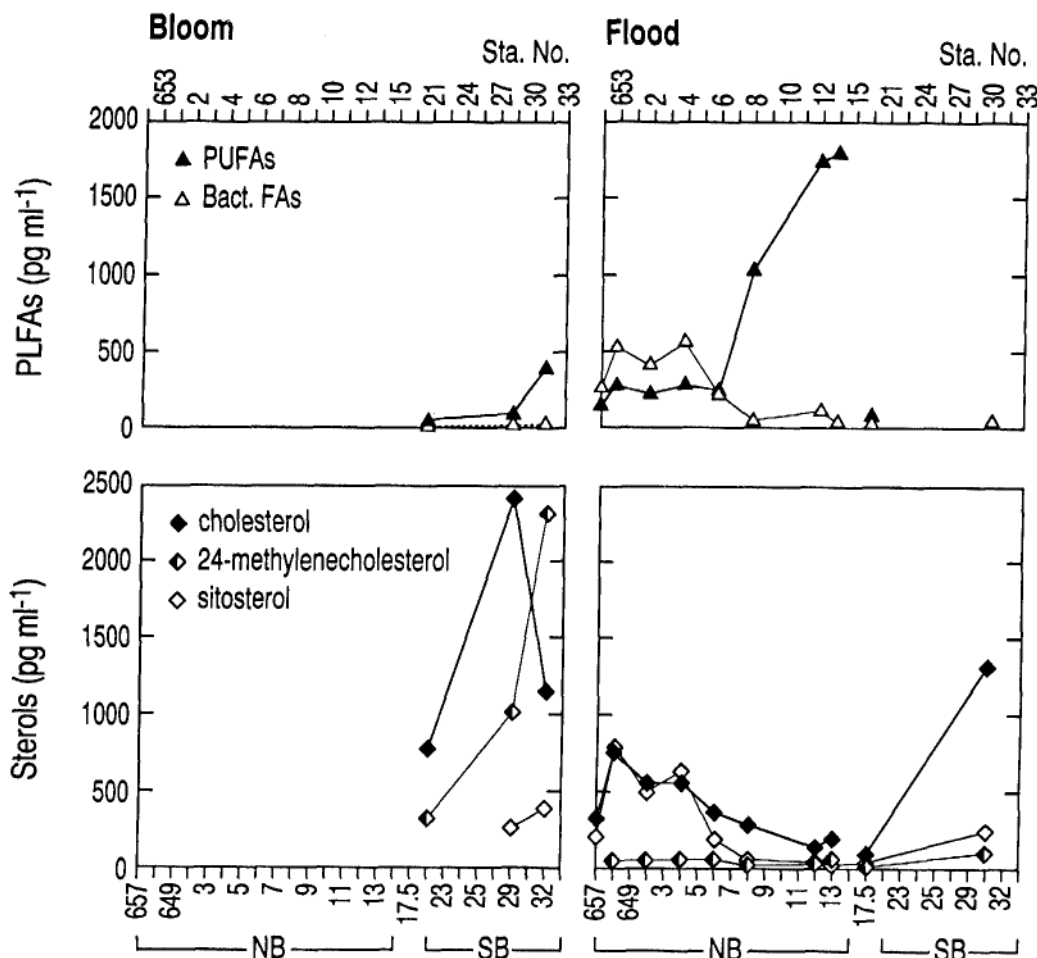 Bloom
Flood
Sta. No.
Sta. No.
653 2 4 6 8 10 12 15 21 24 27 30 33
653 2 4 6 8 10 12 15 21 24 27 30 33
PLFAs (pg ml-1)
2000
1500
1000
500
0
▲ PUFAs
△ Bact. FAs
Sterols (pg ml-1)
2500
2000
1500
1000
500
0
◆ cholesterol
⬖ 24-methylenecholesterol
◇ sitosterol
657 649 3 5 7 9 11 13 17.5 23 25 29 32
657 649 3 5 7 9 11 13 17.5 23 25 29 32
NB SB
NB SB